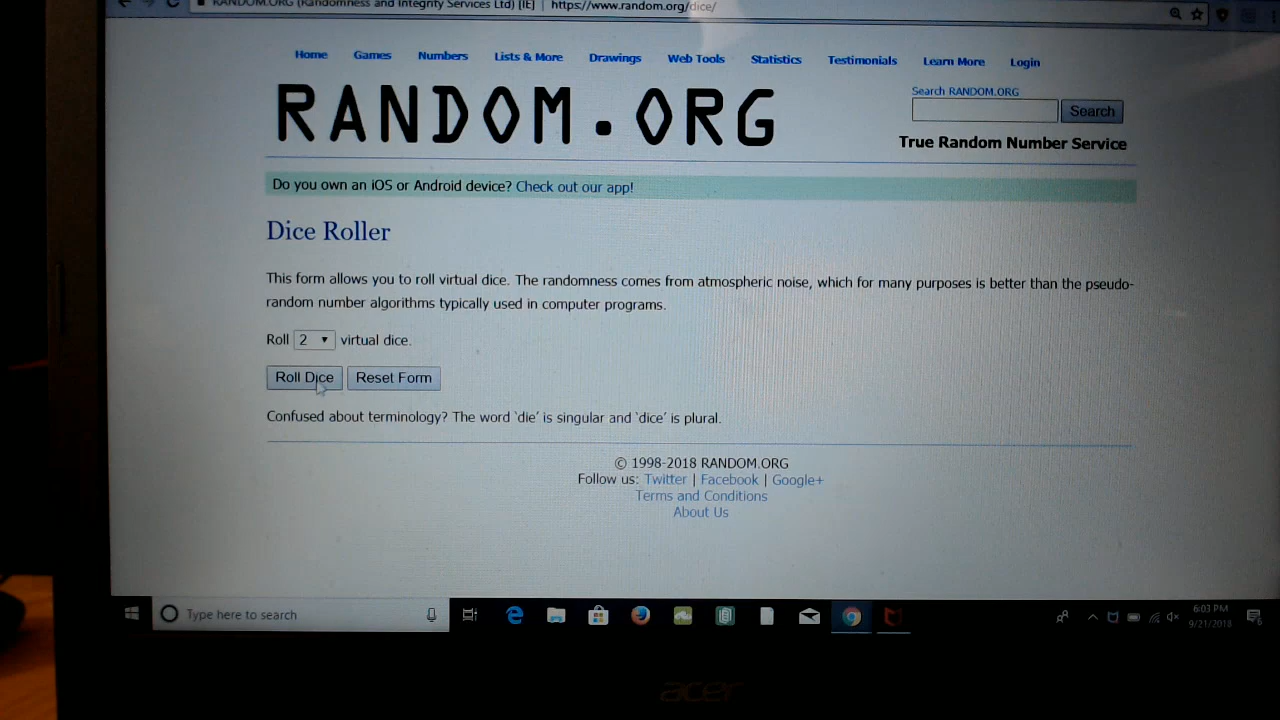 RANDOM.ORG (Randomness and Integrity Services Ltd) [IE] | https://www.random.org/dice/
Home Games Numbers Lists & More Drawings Web Tools Statistics Testimonials Learn More Login
RANDOM.ORG
Search RANDOM.ORG
Search
True Random Number Service
Do you own an iOS or Android device? Check out our app!
Dice Roller
This form allows you to roll virtual dice. The randomness comes from atmospheric noise, which for many purposes is better than the pseudo-
random number algorithms typically used in computer programs.
Roll 2 virtual dice.
Roll Dice Reset Form
Confused about terminology? The word ‘die’ is singular and ‘dice’ is plural.
© 1998-2018 RANDOM.ORG
Follow us: Twitter | Facebook | Google+
Terms and Conditions
About Us
Type here to search
6:03 PM
9/21/2018
acer